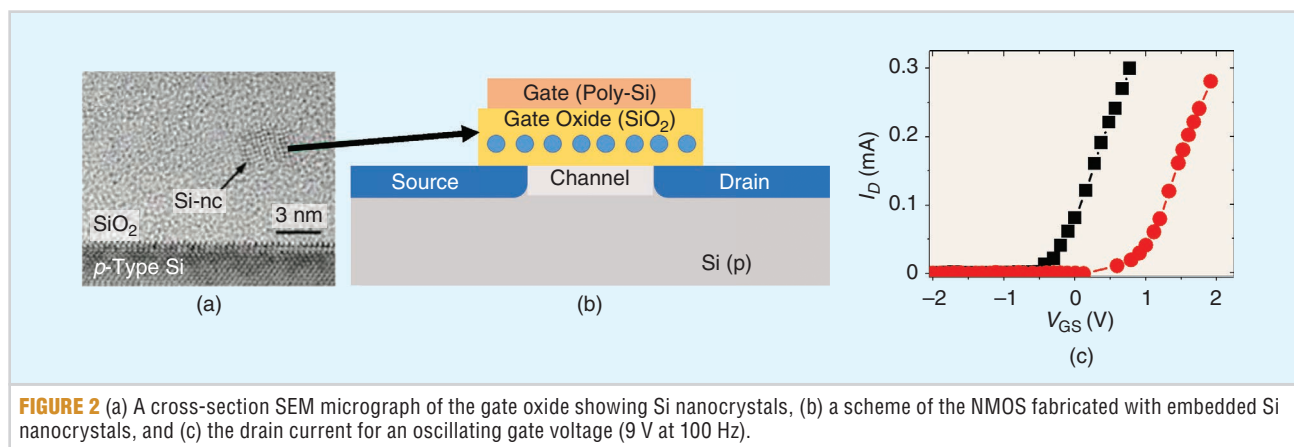 Si-nc
SiO₂
3 nm
p-Type Si
(a)
Gate (Poly-Si)
Gate Oxide (SiO₂)
Source
Channel
Drain
Si (p)
(b)
0.3
0.2
0.1
0
I_D (mA)
−2
−1
0
1
2
V_GS (V)
(c)
FIGURE 2 (a) A cross-section SEM micrograph of the gate oxide showing Si nanocrystals, (b) a scheme of the NMOS fabricated with embedded Si
nanocrystals, and (c) the drain current for an oscillating gate voltage (9 V at 100 Hz).